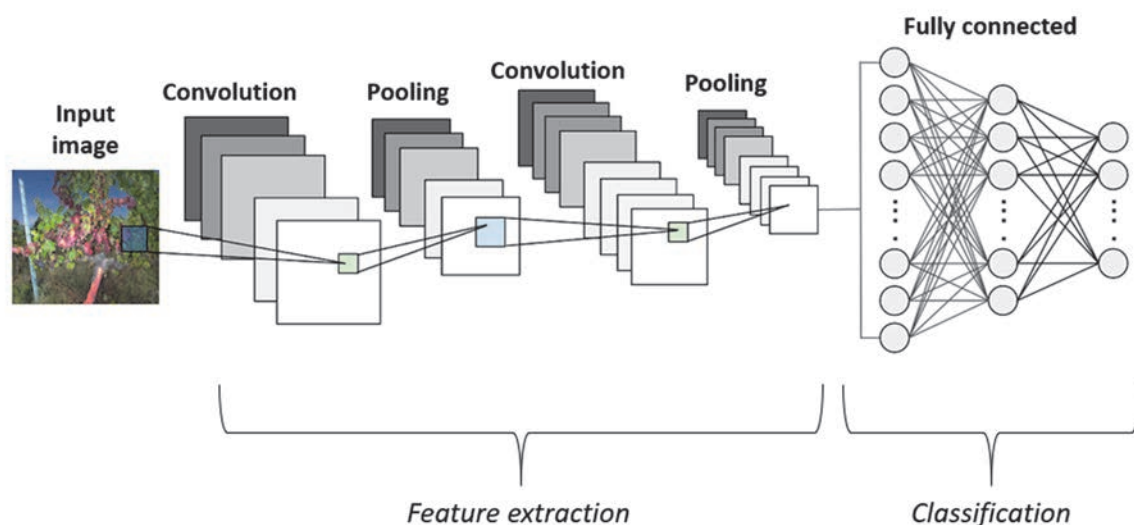 Input
image
Convolution
Pooling
Convolution
Pooling
Fully connected
Feature extraction
Classification